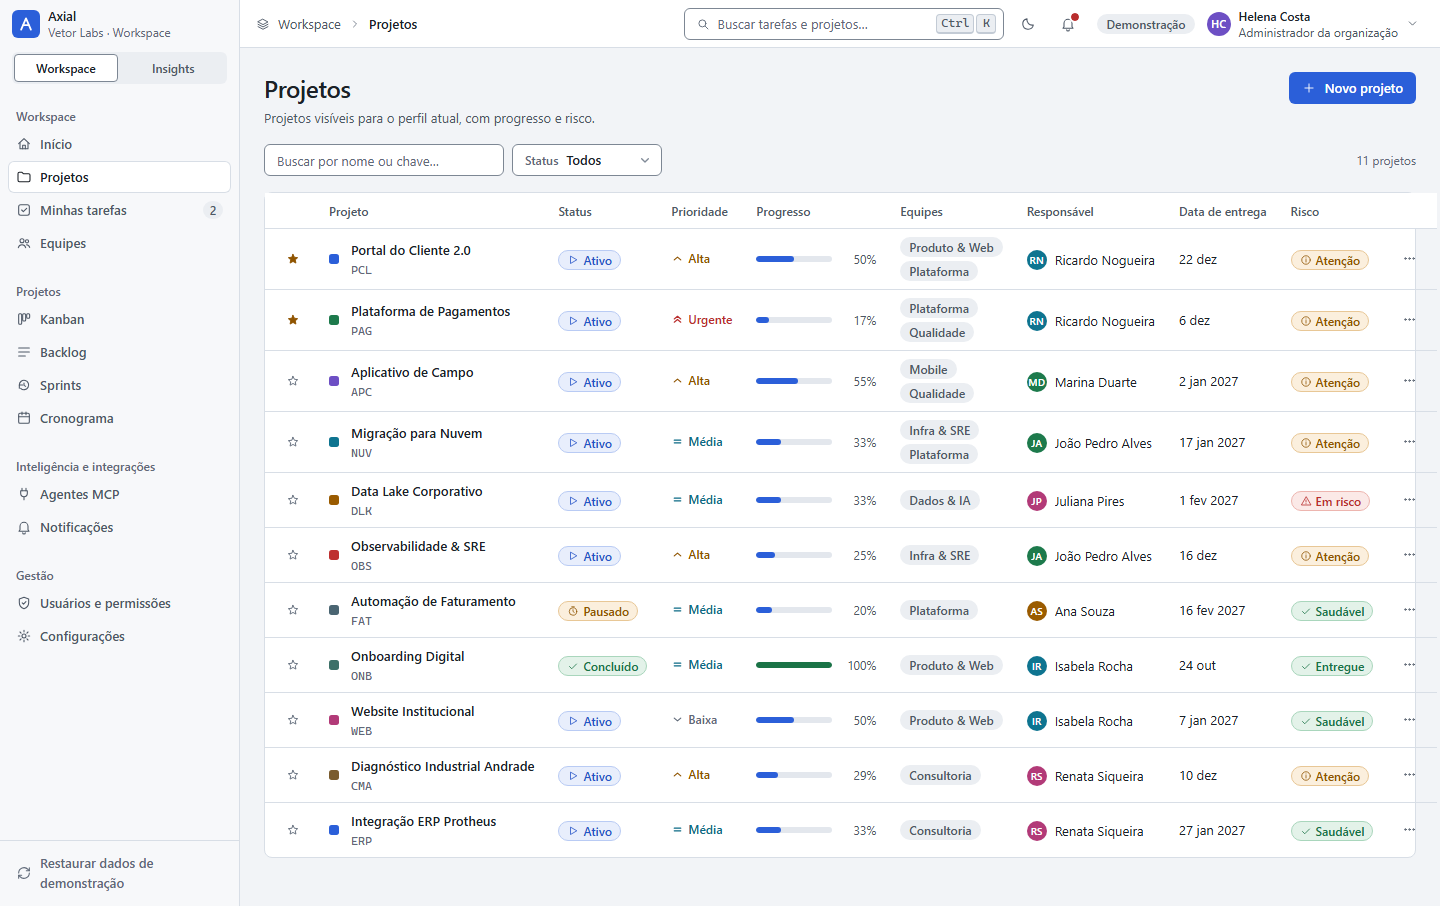 A
Axial
Vetor Labs · Workspace
Workspace
Insights
Workspace
Início
Projetos
Minhas tarefas
2
Equipes
Projetos
Kanban
Backlog
Sprints
Cronograma
Inteligência e integrações
Agentes MCP
Notificações
Gestão
Usuários e permissões
Configurações
Restaurar dados de
demonstração
Workspace > Projetos
Buscar tarefas e projetos...
Ctrl K
Demonstração
HC
Helena Costa
Administrador da organização
Projetos
Projetos visíveis para o perfil atual, com progresso e risco.
+ Novo projeto
Buscar por nome ou chave...
Status Todos
11 projetos
Projeto Status Prioridade Progresso Equipes Responsável Data de entrega Risco
Portal do Cliente 2.0
PCL
Ativo
Alta
50%
Produto & Web
Plataforma
RN Ricardo Nogueira
22 dez
Atenção
Plataforma de Pagamentos
PAG
Ativo
Urgente
17%
Plataforma
Qualidade
RN Ricardo Nogueira
6 dez
Atenção
Aplicativo de Campo
APC
Ativo
Alta
55%
Mobile
Qualidade
MD Marina Duarte
2 jan 2027
Atenção
Migração para Nuvem
NUV
Ativo
Média
33%
Infra & SRE
Plataforma
JA João Pedro Alves
17 jan 2027
Atenção
Data Lake Corporativo
DLK
Ativo
Média
33%
Dados & IA
JP Juliana Pires
1 fev 2027
Em risco
Observabilidade & SRE
OBS
Ativo
Alta
25%
Infra & SRE
JA João Pedro Alves
16 dez
Atenção
Automação de Faturamento
FAT
Pausado
Média
20%
Plataforma
AS Ana Souza
16 fev 2027
Saudável
Onboarding Digital
ONB
Concluído
Média
100%
Produto & Web
IR Isabela Rocha
24 out
Entregue
Website Institucional
WEB
Ativo
Baixa
50%
Produto & Web
IR Isabela Rocha
7 jan 2027
Saudável
Diagnóstico Industrial Andrade
CMA
Ativo
Alta
29%
Consultoria
RS Renata Siqueira
10 dez
Atenção
Integração ERP Protheus
ERP
Ativo
Média
33%
Consultoria
RS Renata Siqueira
27 jan 2027
Saudável